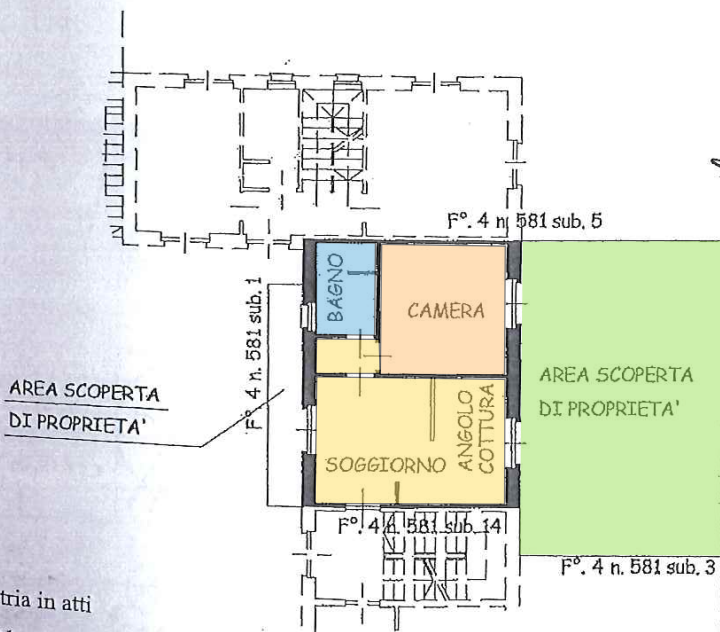 F°. 4 n. 581 sub. 5
BAGNO
CAMERA
F°. 4 n. 581 sub. 1
AREA SCOPERTA
DI PROPRIETA'
AREA SCOPERTA
DI PROPRIETA'
SOGGIORNO
ANGOLO
COTTURA
F°. 4 n. 581 sub. 14
F°. 4 n. 581 sub. 3
tria in atti